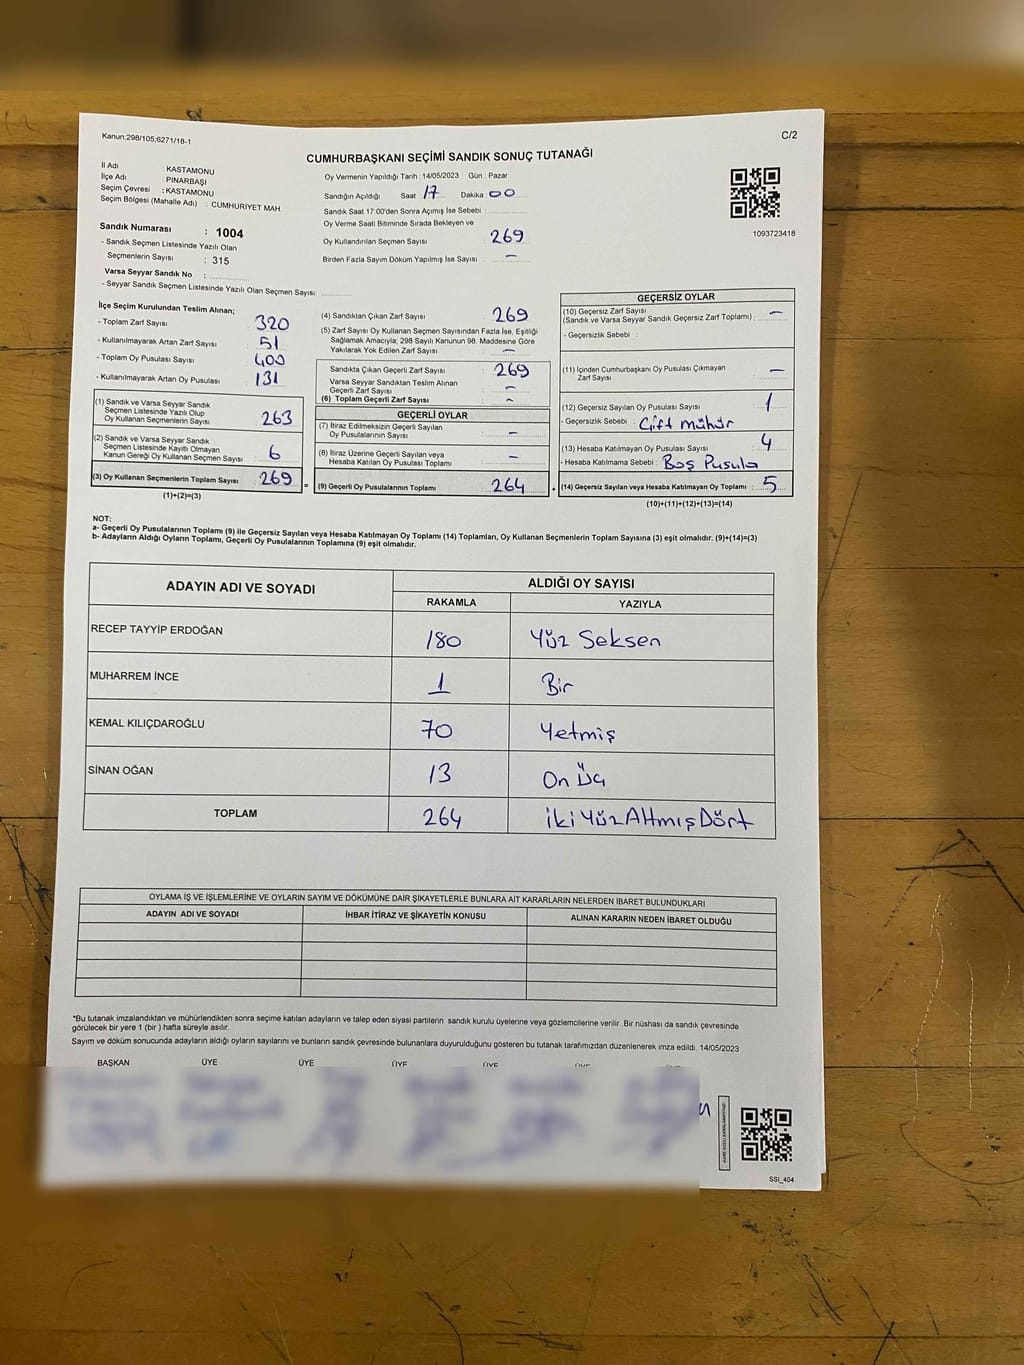 Kanun;298/105;6271/18-1
C/2
CUMHURBAŞKANI SEÇİMİ SANDIK SONUÇ TUTANAĞI
İl Adı : KASTAMONU
İlçe Adı : PINARBAŞI
Seçim Çevresi : KASTAMONU
Seçim Bölgesi (Mahalle Adı) : CUMHURİYET MAH.
Sandık Numarası : 1004
- Sandık Seçmen Listesinde Yazılı Olan
Seçmenlerin Sayısı : 315
Varsa Seyyar Sandık No :
- Seyyar Sandık Seçmen Listesinde Yazılı Olan Seçmen Sayısı:
Oy Vermenin Yapıldığı Tarih : 14/05/2023 Gün : Pazar
Sandığın Açıldığı Saat 17 Dakika : 00
Sandık Saat 17:00'den Sonra Açımış İse Sebebi :
Oy Verme Saati Bitiminde Sırada Bekleyen ve
Oy Kullandırılan Seçmen Sayısı 269
Birden Fazla Sayım Döküm Yapılmış İse Sayısı : —
1093723418
İlçe Seçim Kurulundan Teslim Alınan;
- Toplam Zarf Sayısı 320
- Kullanılmayarak Artan Zarf Sayısı 51
- Toplam Oy Pusulası Sayısı 400
- Kullanılmayarak Artan Oy Pusulası 131
(1) Sandık ve Varsa Seyyar Sandık
Seçmen Listesinde Yazılı Olup
Oy Kullanan Seçmenlerin Sayısı 263
(2) Sandık ve Varsa Seyyar Sandık
Seçmen Listesinde Kayıtlı Olmayan
Kanun Gereği Oy Kullanan Seçmen Sayısı 6
(3) Oy Kullanan Seçmenlerin Toplam Sayısı 269
(1)+(2)=(3)
=
(4) Sandıktan Çıkan Zarf Sayısı 269
(5) Zarf Sayısı Oy Kullanan Seçmen Sayısından Fazla İse, Eşitliği
Sağlamak Amacıyla; 298 Sayılı Kanunun 98. Maddesine Göre
Yakılarak Yok Edilen Zarf Sayısı —
Sandıkta Çıkan Geçerli Zarf Sayısı 269
Varsa Seyyar Sandıktan Teslim Alınan
Geçerli Zarf Sayısı —
(6) Toplam Geçerli Zarf Sayısı -
GEÇERLİ OYLAR
(7) İtiraz Edilmeksizin Geçerli Sayılan
Oy Pusulalarının Sayısı —
(8) İtiraz Üzerine Geçerli Sayılan veya
Hesaba Katılan Oy Pusulası Toplamı —
(9) Geçerli Oy Pusulalarının Toplamı 264
+
GEÇERSİZ OYLAR
(10) Geçersiz Zarf Sayısı —
(Sandık ve Varsa Seyyar Sandık Geçersiz Zarf Toplamı) :
- Geçersizlik Sebebi :
(11) İçinden Cumhurbaşkanı Oy Pusulası Çıkmayan
Zarf Sayısı —
(12) Geçersiz Sayılan Oy Pusulası Sayısı 1
- Geçersizlik Sebebi : Çift mühür
(13) Hesaba Katılmayan Oy Pusulası Sayısı 4
- Hesaba Katılmama Sebebi : Boş Pusula
(14) Geçersiz Sayılan veya Hesaba Katılmayan Oy Toplamı : 5
(10)+(11)+(12)+(13)=(14)
NOT:
a- Geçerli Oy Pusulalarının Toplamı (9) ile Geçersiz Sayılan veya Hesaba Katılmayan Oy Toplamı (14) Toplamları, Oy Kullanan Seçmenlerin Toplam Sayısına (3) eşit olmalıdır. (9)+(14)=(3)
b- Adayların Aldığı Oyların Toplamı, Geçerli Oy Pusulalarının Toplamına (9) eşit olmalıdır.
ADAYIN ADI VE SOYADI
ALDIĞI OY SAYISI
RAKAMLA YAZIYLA
RECEP TAYYİP ERDOĞAN 180 Yüz Seksen
MUHARREM İNCE 1 Bir
KEMAL KILIÇDAROĞLU 70 Yetmiş
SİNAN OĞAN 13 On Üç
TOPLAM 264 İki Yüz Altmış Dört
OYLAMA İŞ VE İŞLEMLERİNE VE OYLARIN SAYIM VE DÖKÜMÜNE DAİR ŞİKAYETLERLE BUNLARA AİT KARARLARIN NELERDEN İBARET BULUNDUKLARI
ADAYIN ADI VE SOYADI İHBAR İTİRAZ VE ŞİKAYETİN KONUSU ALINAN KARARIN NEDEN İBARET OLDUĞU
*Bu tutanak imzalandıktan ve mühürlendikten sonra seçime katılan adayların ve talep eden siyasi partilerin sandık kurulu üyelerine veya gözlemcilerine verilir. Bir nüshası da sandık çevresinde
görülecek bir yere 1 (bir ) hafta süreyle asılır.
Sayım ve döküm sonucunda adayların aldığı oyların sayılarını ve bunların sandık çevresinde bulunanlara duyurulduğunu gösteren bu tutanak tarafımızdan düzenlenerek imza edildi. 14/05/2023
BAŞKAN ÜYE ÜYE ÜYE ÜYE ÜYE ÜYE
SSI_404